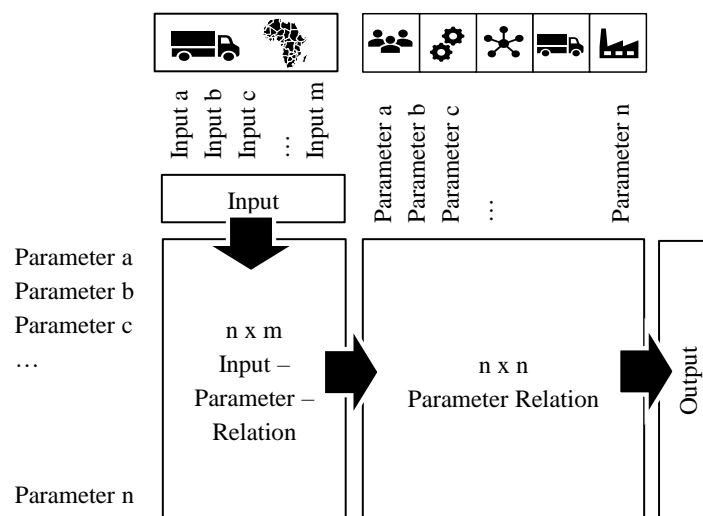 Input a
Input b
Input c
…
Input m
Parameter a
Parameter b
Parameter c
…
Parameter n
Input
Parameter a
Parameter b
Parameter c
…
Parameter n
n x m
Input –
Parameter –
Relation
n x n
Parameter Relation
Output